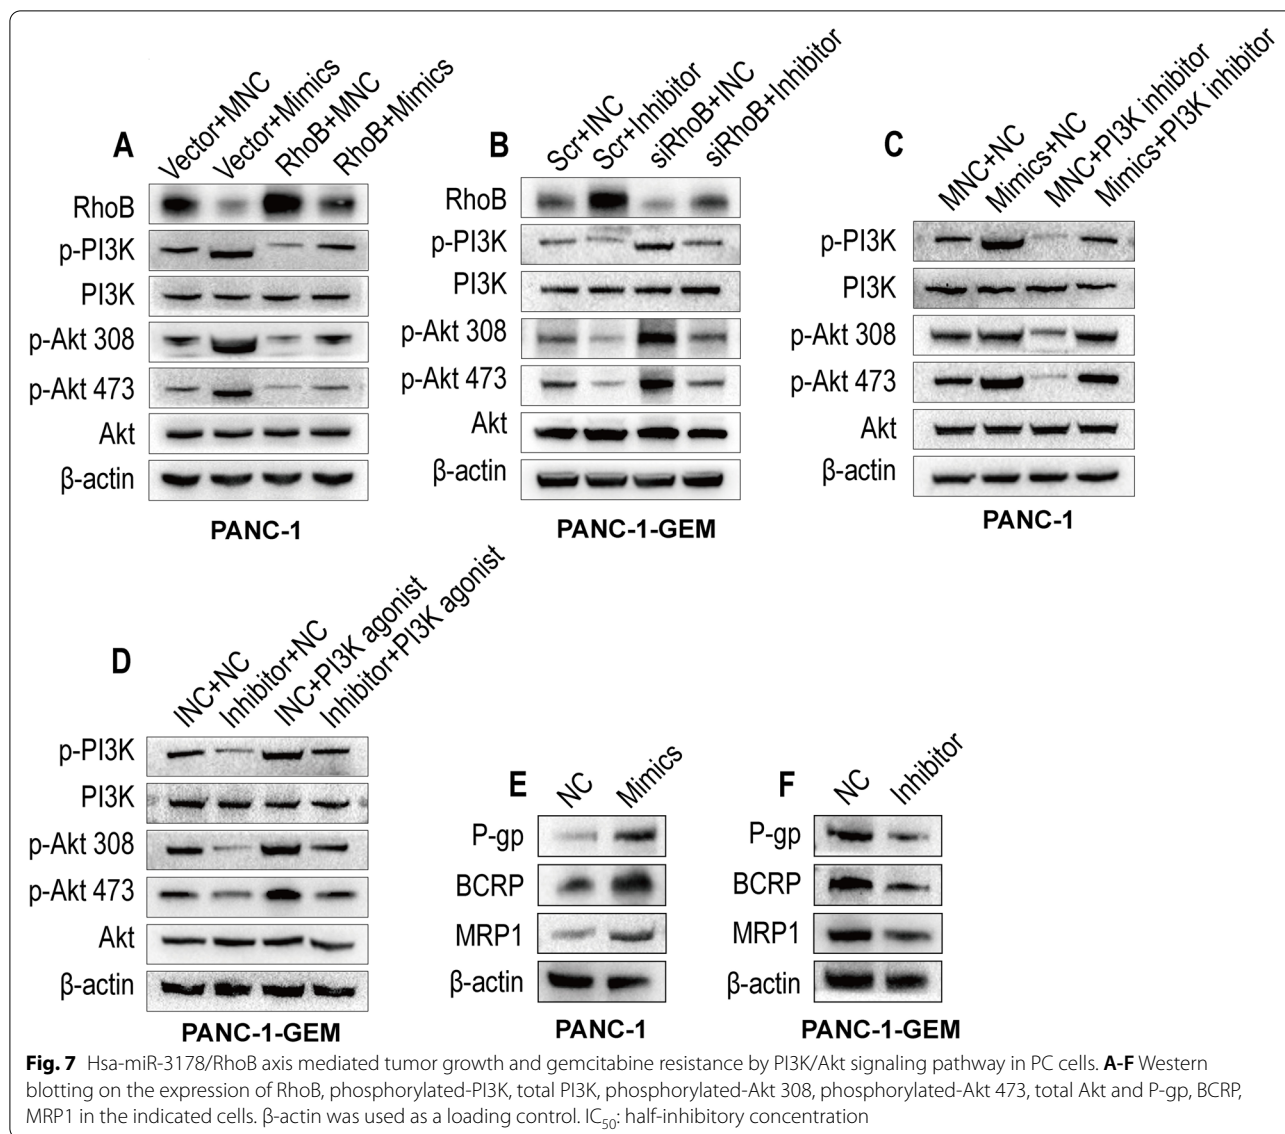 A
Vector+MNC
Vector+Mimics
RhoB+MNC
RhoB+Mimics
RhoB
p-PI3K
PI3K
p-Akt 308
p-Akt 473
Akt
β-actin
PANC-1
B
Scr+INC
Scr+Inhibitor
siRhoB+INC
siRhoB+Inhibitor
RhoB
p-PI3K
PI3K
p-Akt 308
p-Akt 473
Akt
β-actin
PANC-1-GEM
C
MNC+NC
Mimics+NC
MNC+PI3K inhibitor
Mimics+PI3K inhibitor
p-PI3K
PI3K
p-Akt 308
p-Akt 473
Akt
β-actin
PANC-1
D
INC+NC
Inhibitor+NC
INC+PI3K agonist
Inhibitor+PI3K agonist
p-PI3K
PI3K
p-Akt 308
p-Akt 473
Akt
β-actin
PANC-1-GEM
E
NC
Mimics
P-gp
BCRP
MRP1
β-actin
PANC-1
F
NC
Inhibitor
P-gp
BCRP
MRP1
β-actin
PANC-1-GEM
Fig. 7 Hsa-miR-3178/RhoB axis mediated tumor growth and gemcitabine resistance by PI3K/Akt signaling pathway in PC cells. A-F Western
blotting on the expression of RhoB, phosphorylated-PI3K, total PI3K, phosphorylated-Akt 308, phosphorylated-Akt 473, total Akt and P-gp, BCRP,
MRP1 in the indicated cells. β-actin was used as a loading control. IC50: half-inhibitory concentration